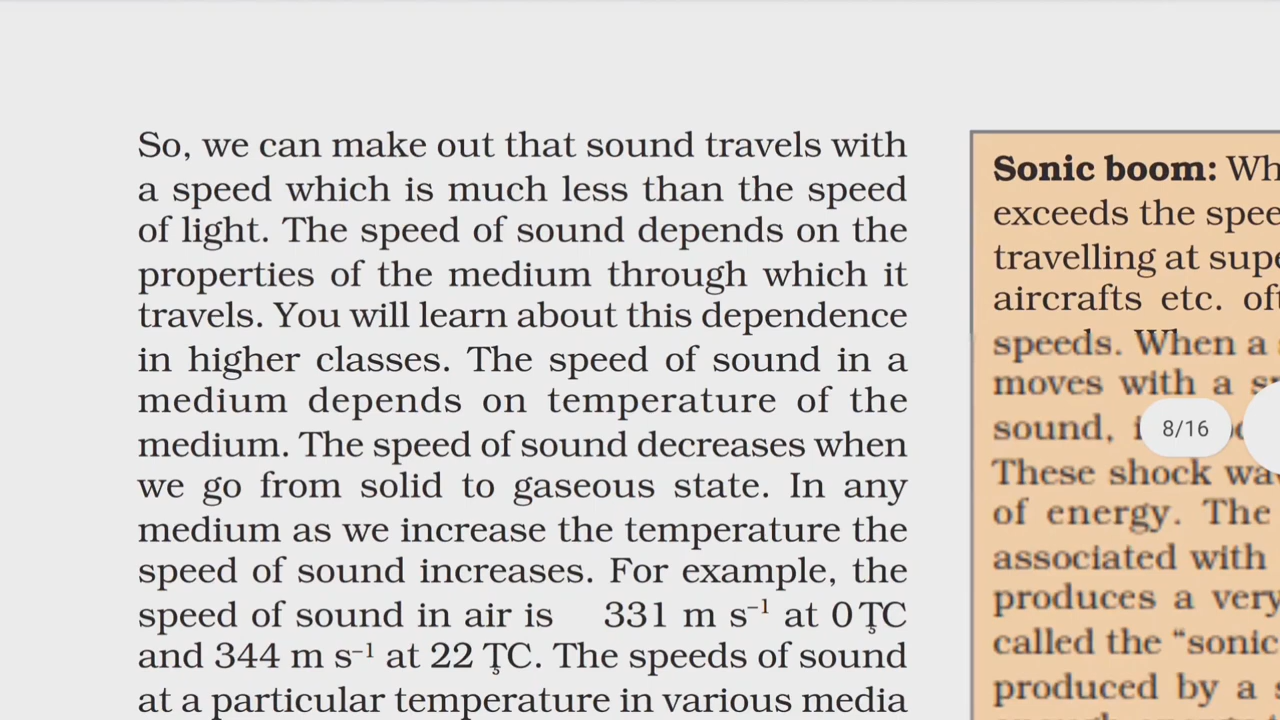 So, we can make out that sound travels with
a speed which is much less than the speed
of light. The speed of sound depends on the
properties of the medium through which it
travels. You will learn about this dependence
in higher classes. The speed of sound in a
medium depends on temperature of the
medium. The speed of sound decreases when
we go from solid to gaseous state. In any
medium as we increase the temperature the
speed of sound increases. For example, the
speed of sound in air is 331 m s⁻¹ at 0 ŢC
and 344 m s⁻¹ at 22 ŢC. The speeds of sound
at a particular temperature in various media
Sonic boom: Wh
exceeds the spee
travelling at supe
aircrafts etc. oft
speeds. When a
moves with a s
sound,
These shock wa
of energy. The
associated with
produces a very
called the "sonic
produced by a s
8/16